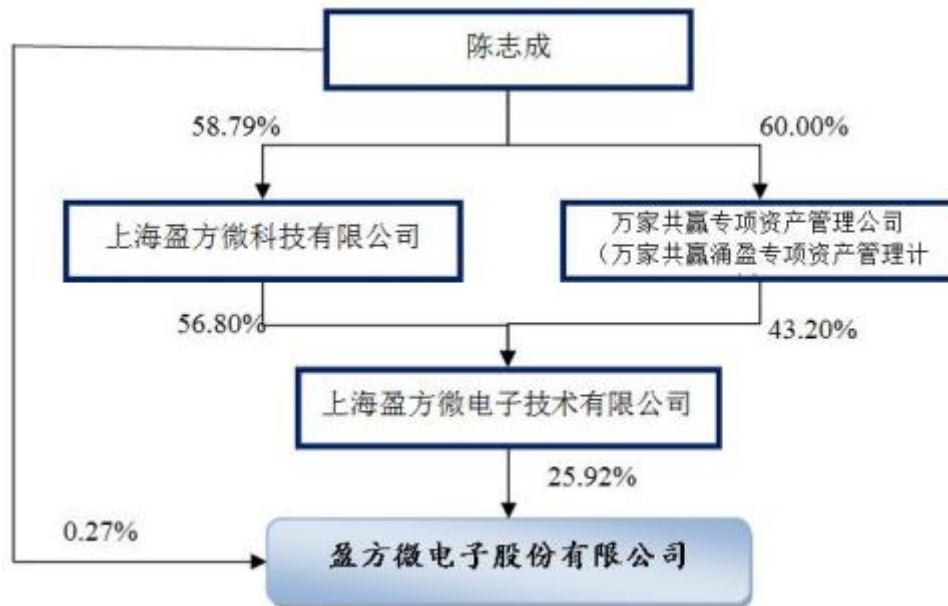 陈志成
58.79%
60.00%
上海盈方微科技有限公司
万家共赢专项资产管理公司
（万家共赢涌盈专项资产管理计
56.80%
43.20%
上海盈方微电子技术有限公司
25.92%
0.27%
盈方微电子股份有限公司